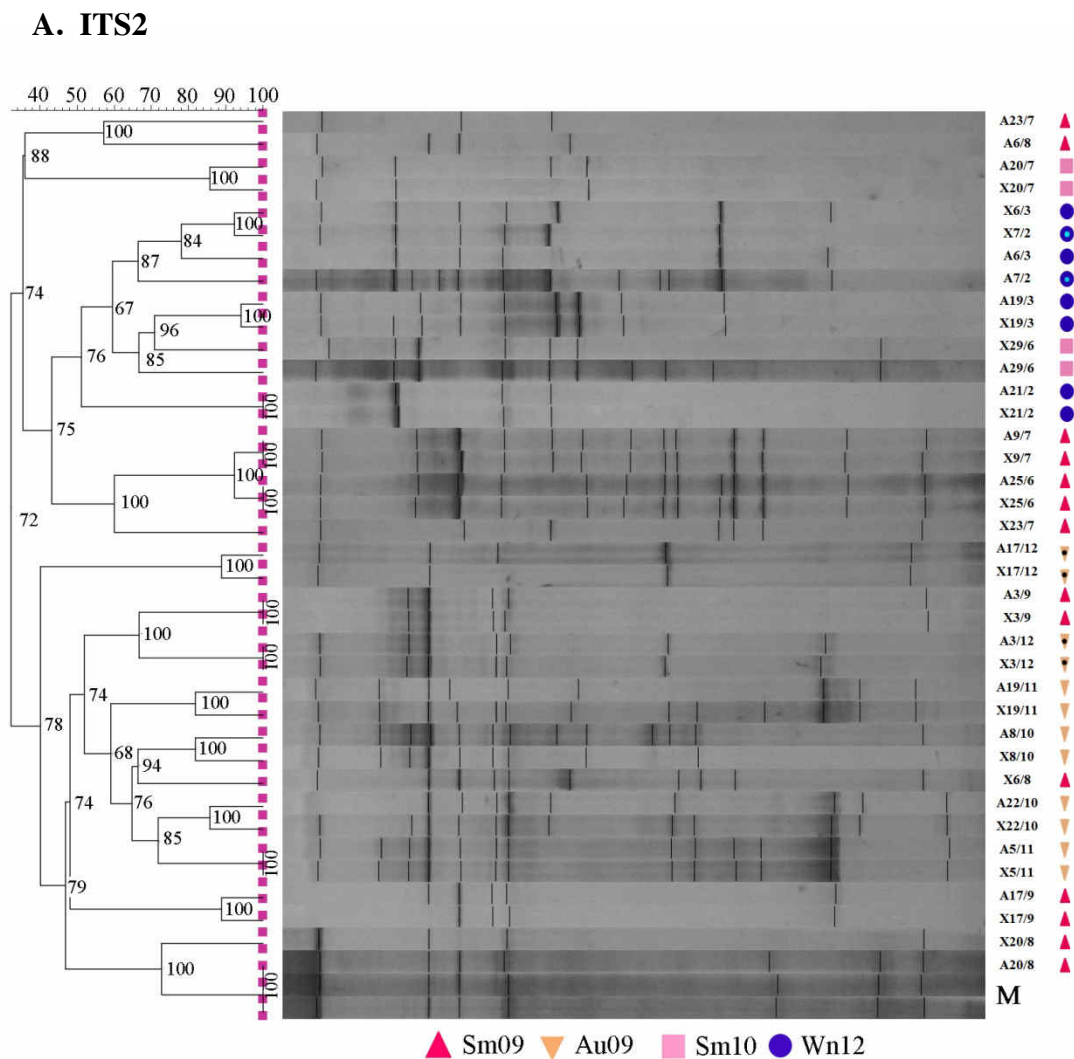 A. ITS2
40 50 60 70 80 90 100
A23/7
100
A6/8
88
A20/7
100
X20/7
X6/3
100
X7/2
84
A6/3
87
A7/2
74
A19/3
67
100
X19/3
96
X29/6
76
85
A29/6
A21/2
100
X21/2
75
A9/7
100
X9/7
100
A25/6
100
X25/6
100
X23/7
72
A17/12
100
X17/12
A3/9
100
X3/9
100
A3/12
100
X3/12
74
A19/11
100
X19/11
78
68
A8/10
100
X8/10
94
X6/8
74
76
A22/10
100
X22/10
85
A5/11
100
X5/11
79
A17/9
100
X17/9
X20/8
100
A20/8
100
M
Sm09 Au09 Sm10 Wn12